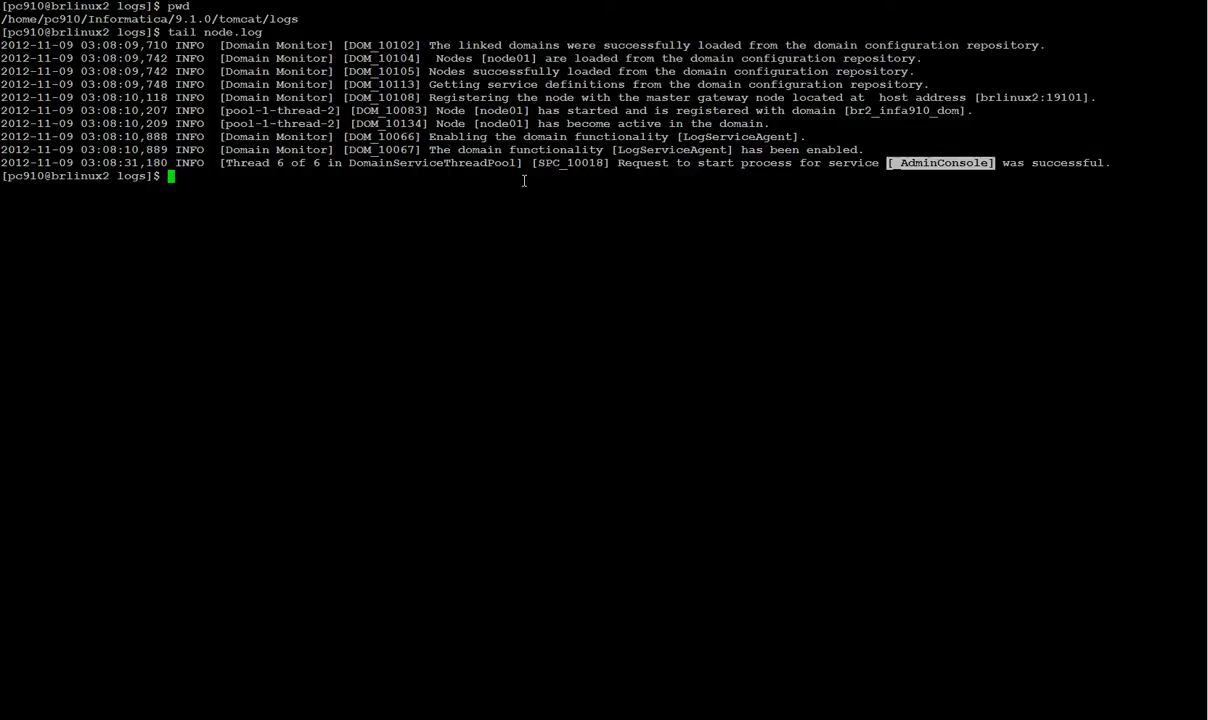 [pc910@brlinux2 logs]$ pwd
/home/pc910/Informatica/9.1.0/tomcat/logs
[pc910@brlinux2 logs]$ tail node.log
2012-11-09 03:08:09,710 INFO  [Domain Monitor] [DOM_10102] The linked domains were successfully loaded from the domain configuration repository.
2012-11-09 03:08:09,742 INFO  [Domain Monitor] [DOM_10104]  Nodes [node01] are loaded from the domain configuration repository.
2012-11-09 03:08:09,742 INFO  [Domain Monitor] [DOM_10105] Nodes successfully loaded from the domain configuration repository.
2012-11-09 03:08:09,748 INFO  [Domain Monitor] [DOM_10113] Getting service definitions from the domain configuration repository.
2012-11-09 03:08:10,118 INFO  [Domain Monitor] [DOM_10108] Registering the node with the master gateway node located at  host address [brlinux2:19101].
2012-11-09 03:08:10,207 INFO  [pool-1-thread-2] [DOM_10083] Node [node01] has started and is registered with domain [br2_infa910_dom].
2012-11-09 03:08:10,209 INFO  [pool-1-thread-2] [DOM_10134] Node [node01] has become active in the domain.
2012-11-09 03:08:10,888 INFO  [Domain Monitor] [DOM_10066] Enabling the domain functionality [LogServiceAgent].
2012-11-09 03:08:10,889 INFO  [Domain Monitor] [DOM_10067] The domain functionality [LogServiceAgent] has been enabled.
2012-11-09 03:08:31,180 INFO  [Thread 6 of 6 in DomainServiceThreadPool] [SPC_10018] Request to start process for service [_AdminConsole] was successful.
[pc910@brlinux2 logs]$